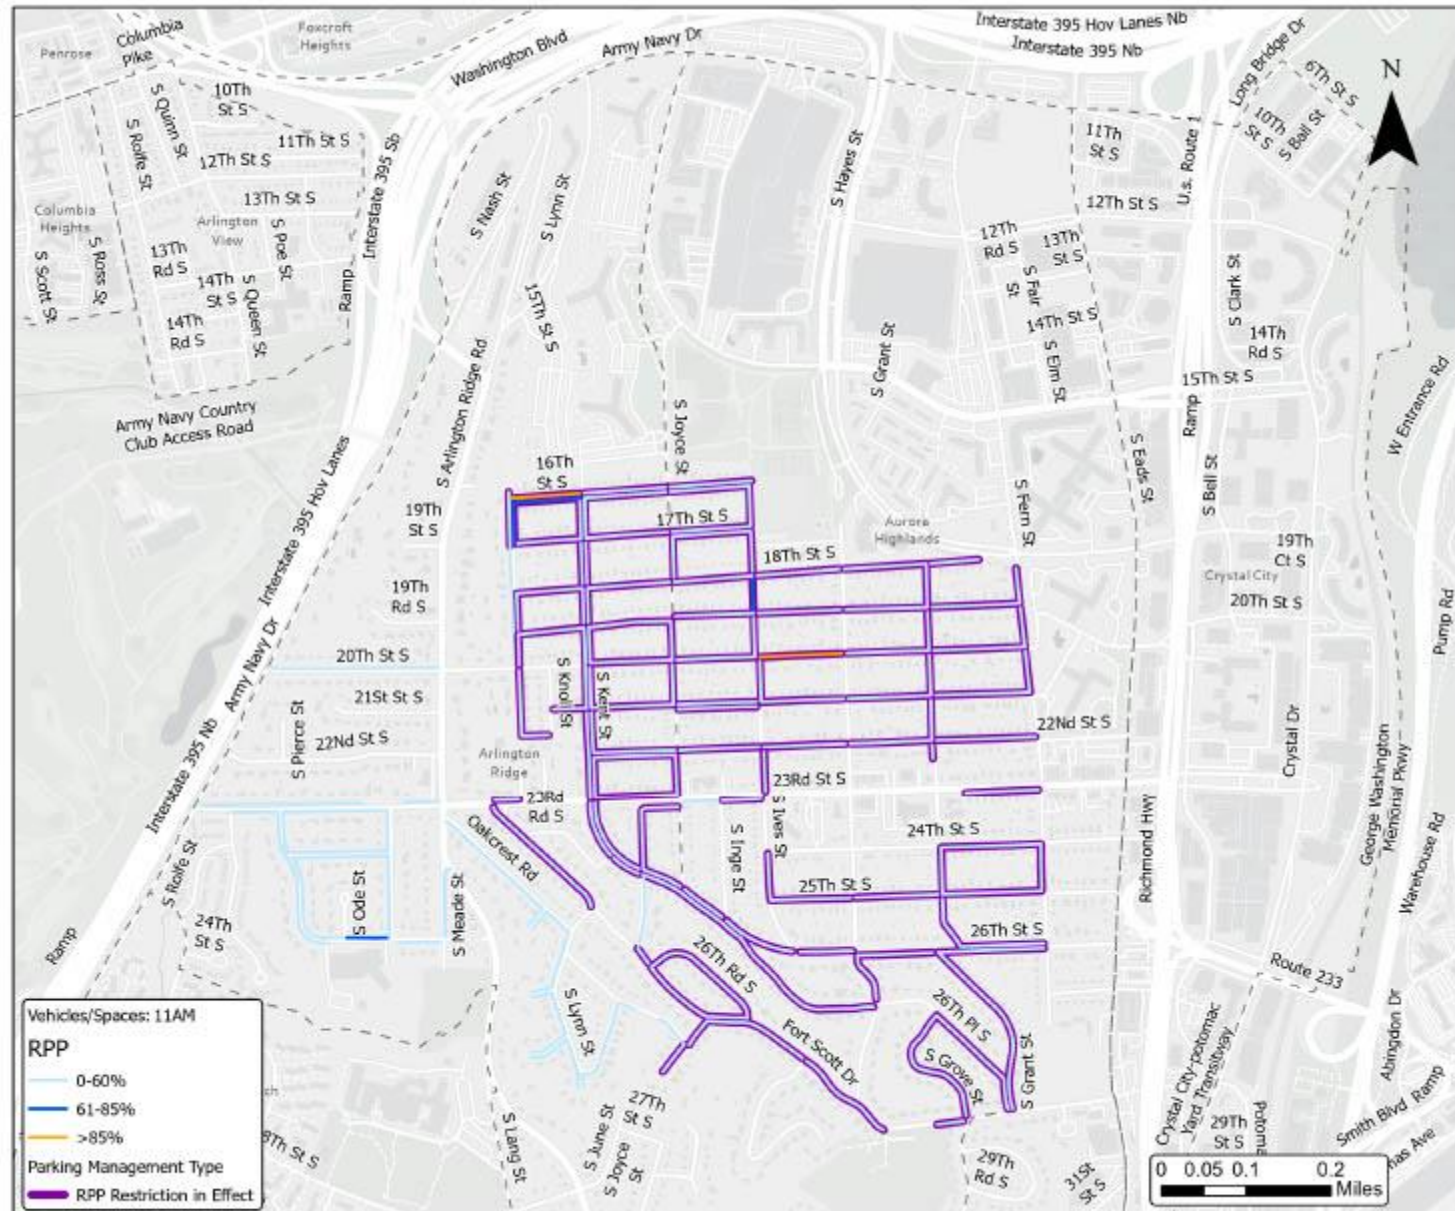 Interstate 395 Hov Lanes Nb
Interstate 395 Nb
Columbia
Pike
Foxcroft
Heights
Penrose
Washington Blvd
Army Navy Dr
Long Bridge Dr
6Th St S
N
10Th
St S
S Ball St
S Quinn St
10Th
St S
S Rolfe St
11Th St S
12Th St S
Interstate 395 Sb
S Hayes St
11Th
St S
U.s. Route 1
13Th St S
S Nash St
S Lynn St
12Th St S
Columbia
Heights
Arlington
View
S Poe St
12Th
Rd S
13Th
St S
S Scott St
S Ross St
13Th
Rd S
14Th
St S
S Queen St
Ramp
S Fair
St
S Clark St
14Th
Rd S
15Th St S
14Th St S
14Th
Rd S
S Elm St
S Grant St
15Th St S
Ramp
W Entrance Rd
Army Navy Country
Club Access Road
S Arlington Ridge Rd
S Joyce St
Interstate 395 Hov Lanes
16Th
St S
S Eads St
S Bell St
S Fern St
19Th
St S
17Th St S
Aurora
Highlands
18Th St S
19Th
Ct S
Crystal City
20Th St S
19Th
Rd S
Army Navy Dr
Pump Rd
20Th St S
21St St S
S Knoll St
S Kent St
S Pierce St
22Nd St S
22Nd St S
Interstate 395 Nb
Arlington
Ridge
Crystal Dr
George Washington
Memorial Pkwy
23Rd St S
23Rd
Rd S
S Ives St
Oakcrest Rd
S Inge St
24Th St S
Richmond Hwy
Warehouse Rd
S Rolfe St
S Ode St
S Meade St
25Th St S
24Th
St S
26Th St S
Ramp
26Th Rd S
Route 233
S Lynn St
26Th Pl S
Fort Scott Dr
S Grove St
S Grant St
Abingdon Dr
Crystal City-potomac
Yard Transitway
27Th
St S
S June St
S Joyce
St
S Lang St
8Th St S
29Th
Rd S
31St
St S
29Th
St S
Smith Blvd Ramp
Vehicles/Spaces: 11AM
RPP
0-60%
61-85%
>85%
Parking Management Type
RPP Restriction in Effect
0 0.05 0.1 0.2
Miles